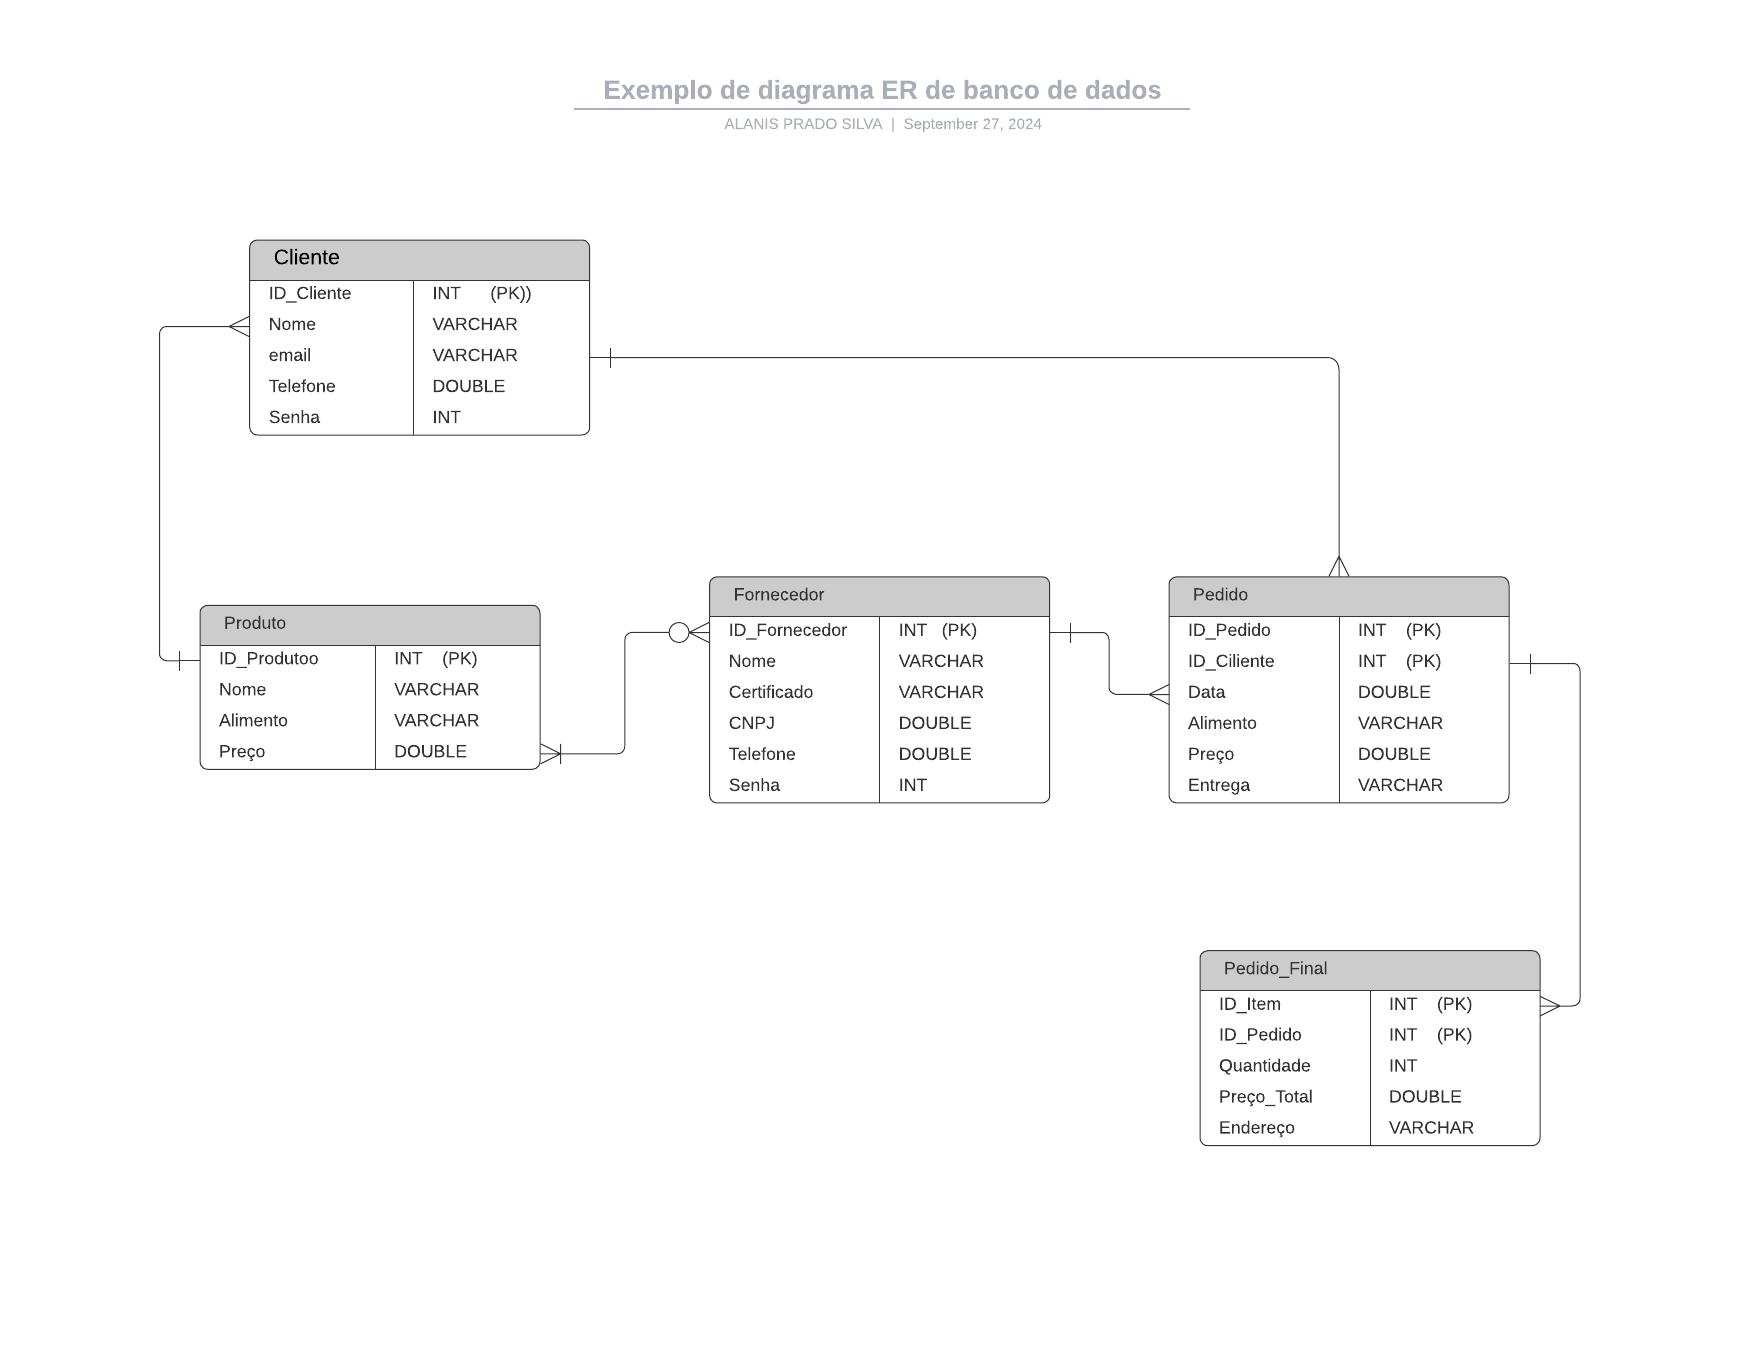 Exemplo de diagrama ER de banco de dados
ALANIS PRADO SILVA | September 27, 2024
Cliente
ID_Cliente INT (PK))
Nome VARCHAR
email VARCHAR
Telefone DOUBLE
Senha INT
Produto
ID_Produtoo INT (PK)
Nome VARCHAR
Alimento VARCHAR
Preço DOUBLE
Fornecedor
ID_Fornecedor INT (PK)
Nome VARCHAR
Certificado VARCHAR
CNPJ DOUBLE
Telefone DOUBLE
Senha INT
Pedido
ID_Pedido INT (PK)
ID_Ciliente INT (PK)
Data DOUBLE
Alimento VARCHAR
Preço DOUBLE
Entrega VARCHAR
Pedido_Final
ID_Item INT (PK)
ID_Pedido INT (PK)
Quantidade INT
Preço_Total DOUBLE
Endereço VARCHAR